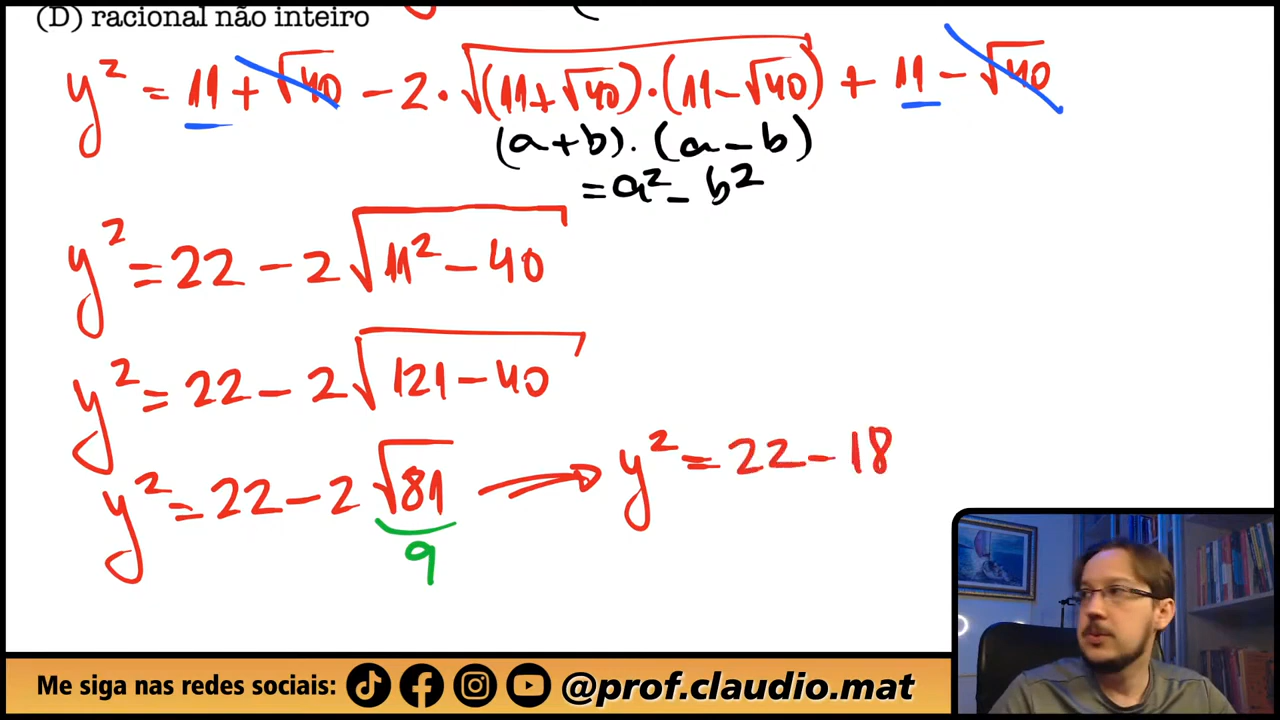 (D) racional não inteiro
y² = 11 + √40 - 2 · √(11+√40) · (11-√40) + 11 - √40
(a+b) · (a-b)
= a² - b²
y² = 22 - 2√11² - 40
y² = 22 - 2√121 - 40
y² = 22 - 2√81 ⟹ y² = 22 - 18
9
Me siga nas redes sociais: @prof.claudio.mat